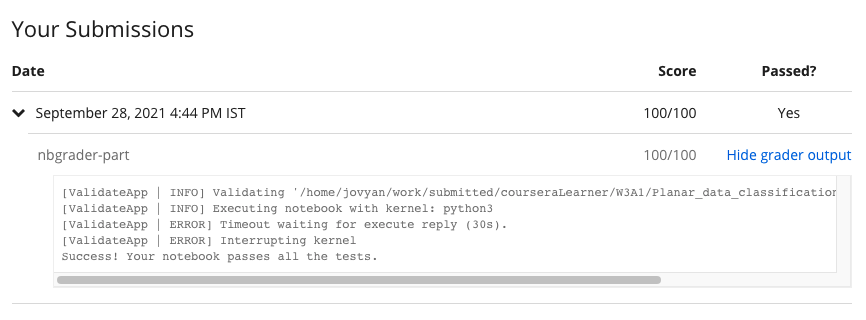 Your Submissions
Date Score Passed?
September 28, 2021 4:44 PM IST 100/100 Yes
nbgrader-part 100/100 Hide grader output
[ValidateApp | INFO] Validating '/home/jovyan/work/submitted/courseraLearner/W3A1/Planar_data_classification
[ValidateApp | INFO] Executing notebook with kernel: python3
[ValidateApp | ERROR] Timeout waiting for execute reply (30s).
[ValidateApp | ERROR] Interrupting kernel
Success! Your notebook passes all the tests.